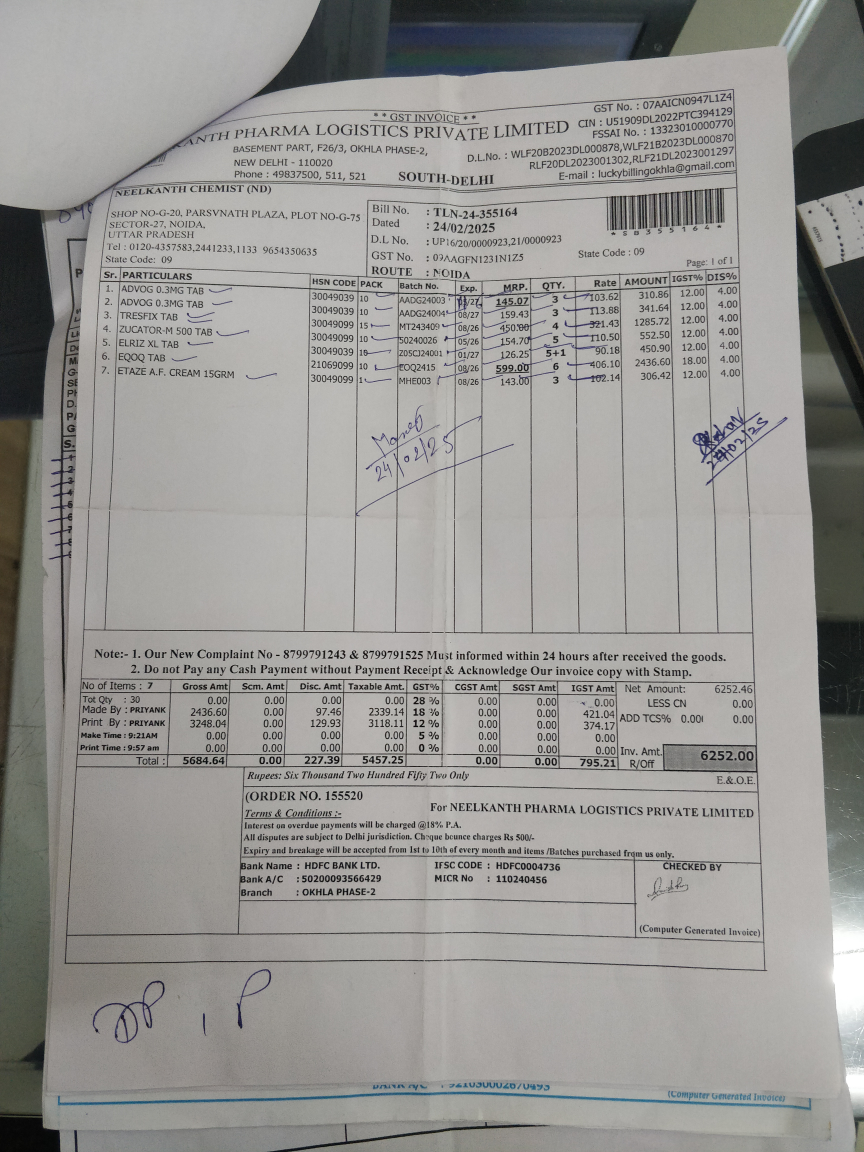 ** GST INVOICE **
GST No. : 07AAICN0947L1Z4
CIN : U51909DL2022PTC394129
FSSAI No. : 13323010000770
KANTH PHARMA LOGISTICS PRIVATE LIMITED
BASEMENT PART, F26/3, OKHLA PHASE-2,
NEW DELHI - 110020
Phone : 49837500, 511, 521
SOUTH-DELHI
D.L.No. : WLF20B2023DL000878,WLF21B2023DL000870
RLF20DL2023001302,RLF21DL2023001297
E-mail : luckybillingokhla@gmail.com
NEELKANTH CHEMIST (ND)
SHOP NO-G-20, PARSVNATH PLAZA, PLOT NO-G-75
SECTOR-27, NOIDA,
UTTAR PRADESH
Tel : 0120-4357583,2441233,1133 9654350635
State Code: 09
Bill No. : TLN-24-355164
Dated : 24/02/2025
D.L No. : UP16/20/0000923,21/0000923
GST No. : 09AAGFN1231N1Z5
State Code : 09
ROUTE : NOIDA
*S8355164*
Page: 1 of 1
Sr. PARTICULARS HSN CODE PACK Batch No. Exp. MRP. QTY. Rate AMOUNT IGST% DIS%
1. ADVOG 0.3MG TAB 30049039 10 AADG24003 08/27 145.07 3 103.62 310.86 12.00 4.00
2. ADVOG 0.3MG TAB 30049039 10 AADG24004 08/27 159.43 3 113.88 341.64 12.00 4.00
3. TRESFIX TAB 30049099 15 MT243409 08/26 450.00 4 321.43 1285.72 12.00 4.00
4. ZUCATOR-M 500 TAB 30049099 10 50240026 05/26 154.70 5 110.50 552.50 12.00 4.00
5. ELRIZ XL TAB 30049039 10 Z05CJ24001 01/27 126.25 5+1 90.18 450.90 12.00 4.00
6. EQOQ TAB 21069099 10 EOQ2415 08/26 599.00 6 406.10 2436.60 18.00 4.00
7. ETAZE A.F. CREAM 15GRM 30049099 1 MHE003 08/26 143.00 3 102.14 306.42 12.00 4.00
24/02/25
24/02/25
Note:- 1. Our New Complaint No - 8799791243 & 8799791525 Must informed within 24 hours after received the goods.
2. Do not Pay any Cash Payment without Payment Receipt & Acknowledge Our invoice copy with Stamp.
No of Items : 7 Gross Amt Scm. Amt Disc. Amt Taxable Amt. GST% CGST Amt SGST Amt IGST Amt Net Amount: 6252.46
Tot Qty : 30 0.00 0.00 0.00 0.00 28 % 0.00 0.00 0.00 LESS CN 0.00
Made By : PRIYANK 2436.60 0.00 97.46 2339.14 18 % 0.00 0.00 421.04 ADD TCS% 0.00 0.00
Print By : PRIYANK 3248.04 0.00 129.93 3118.11 12 % 0.00 0.00 374.17
Make Time : 9:21AM 0.00 0.00 0.00 0.00 5 % 0.00 0.00 0.00
Print Time : 9:57 am 0.00 0.00 0.00 0.00 0 % 0.00 0.00 0.00 Inv. Amt. 6252.00
Total : 5684.64 0.00 227.39 5457.25 0.00 0.00 795.21 R/Off
Rupees: Six Thousand Two Hundred Fifty Two Only
E.&.O.E.
(ORDER NO. 155520
For NEELKANTH PHARMA LOGISTICS PRIVATE LIMITED
Terms & Conditions :-
Interest on overdue payments will be charged @18% P.A.
All disputes are subject to Delhi jurisdiction. Cheque bounce charges Rs 500/-
Expiry and breakage will be accepted from 1st to 10th of every month and items /Batches purchased from us only.
Bank Name : HDFC BANK LTD. IFSC CODE : HDFC0004736
Bank A/C : 50200093566429 MICR No : 110240456
Branch : OKHLA PHASE-2
CHECKED BY
(Computer Generated Invoice)
DP , P
BANK A/C : 921030002670493
(Computer Generated Invoice)